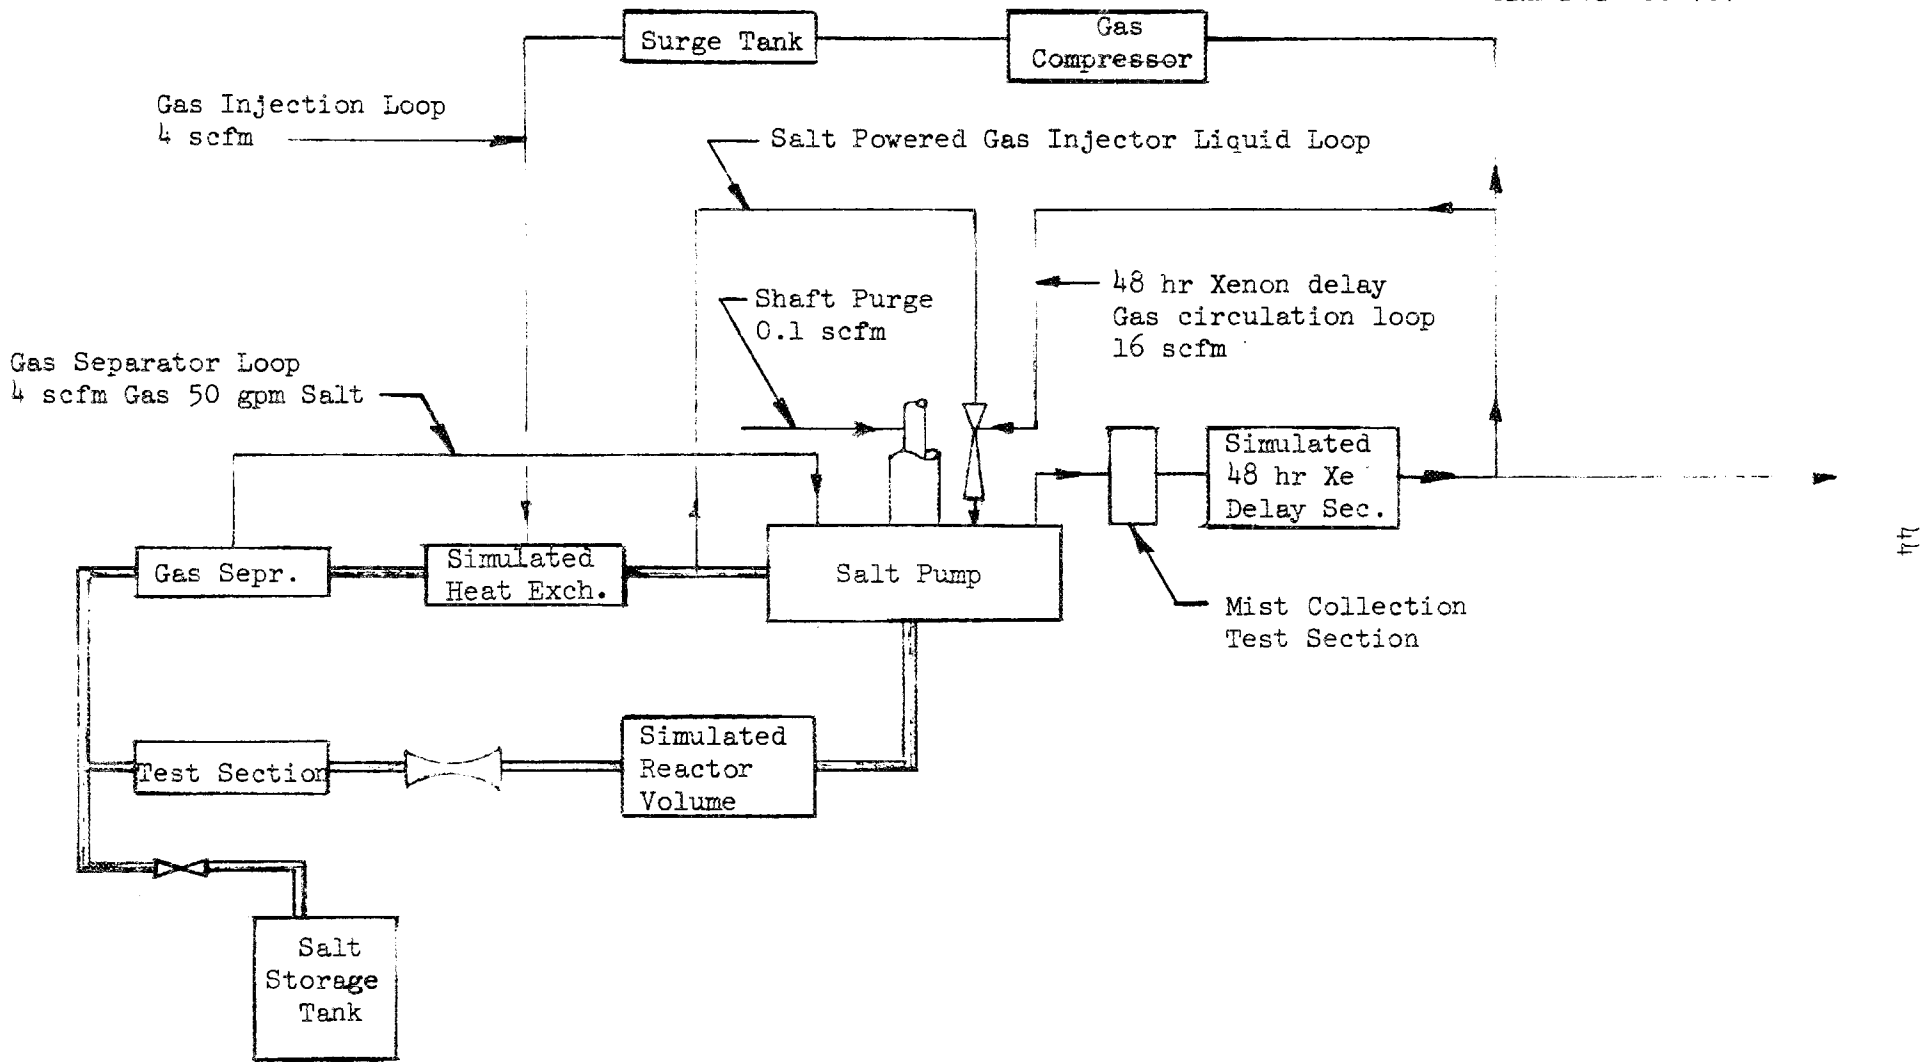 Surge Tank
Gas
Compressor
Gas Injection Loop
4 scfm
Salt Powered Gas Injector Liquid Loop
Shaft Purge
0.1 scfm
48 hr Xenon delay
Gas circulation loop
16 scfm
Gas Separator Loop
4 scfm Gas 50 gpm Salt
Simulated
48 hr Xe
Delay Sec.
Gas Sepr.
Simulated
Heat Exch.
Salt Pump
44
Mist Collection
Test Section
Test Section
Simulated
Reactor
Volume
Salt
Storage
Tank